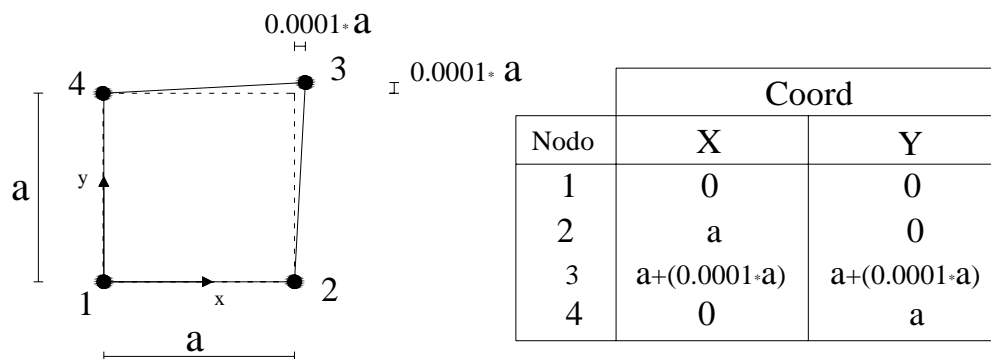 0.0001* a
4
3
0.0001* a
y
a
1
x
2
a
Coord
Nodo X Y
1 0 0
2 a 0
3 a+(0.0001*a) a+(0.0001*a)
4 0 a